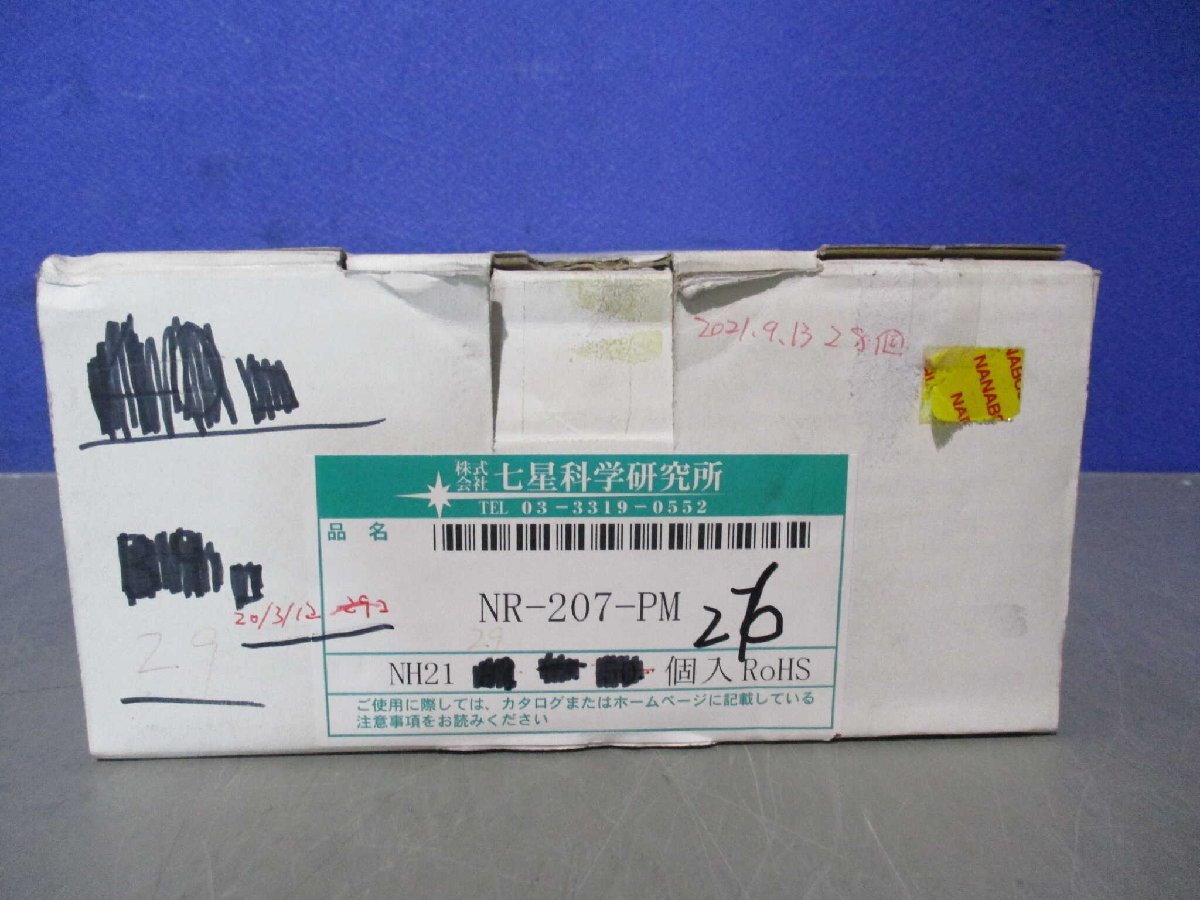 2021.9.13 2
NANABO
NANABO
NAI
株式会社 七星科学研究所
TEL 03-3319-0552
品名
NR-207-PM
26
20/3/12 292
29
29
NH21 個入 RoHS
ご使用に際しては、カタログまたはホームページに記載している
注意事項をお読みください